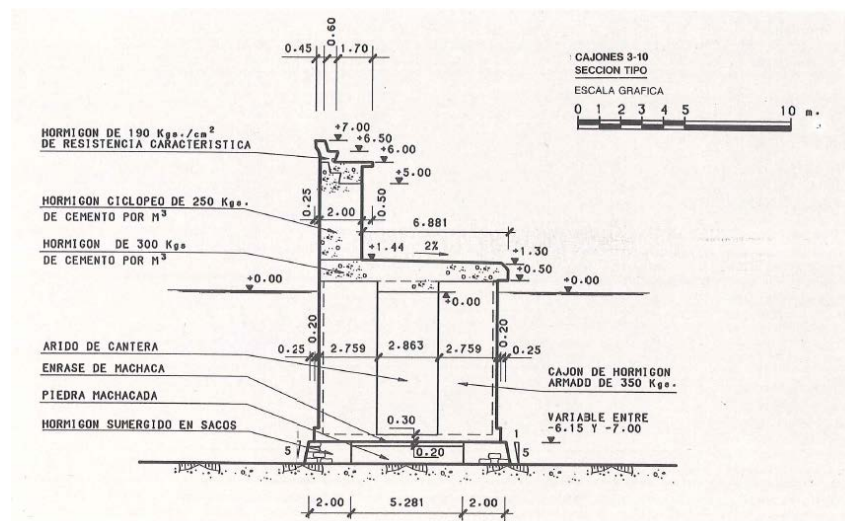 0.45
0.60
1.70
CAJONES 3-10
SECCION TIPO
ESCALA GRAFICA
0 1 2 3 4 5 10 m.
HORMIGON DE 190 Kgs./cm²
DE RESISTENCIA CARACTERISTICA
+7.00
+6.50
+6.00
+5.00
HORMIGON CICLOPEO DE 250 Kgs.
DE CEMENTO POR M³
0.25
2.00
0.50
6.881
HORMIGON DE 300 Kgs
DE CEMENTO POR M³
+1.44
2%
+1.30
+0.50
+0.00
+0.00
+0.00
0.20
0.20
0.25
2.759
2.863
2.759
0.25
ARIDO DE CANTERA
ENRASE DE MACHACA
PIEDRA MACHACADA
HORMIGON SUMERGIDO EN SACOS
CAJON DE HORMIGON
ARMADO DE 350 Kgs.
0.30
0.20
VARIABLE ENTRE
-6.15 Y -7.00
5
1
5
2.00
5.281
2.00